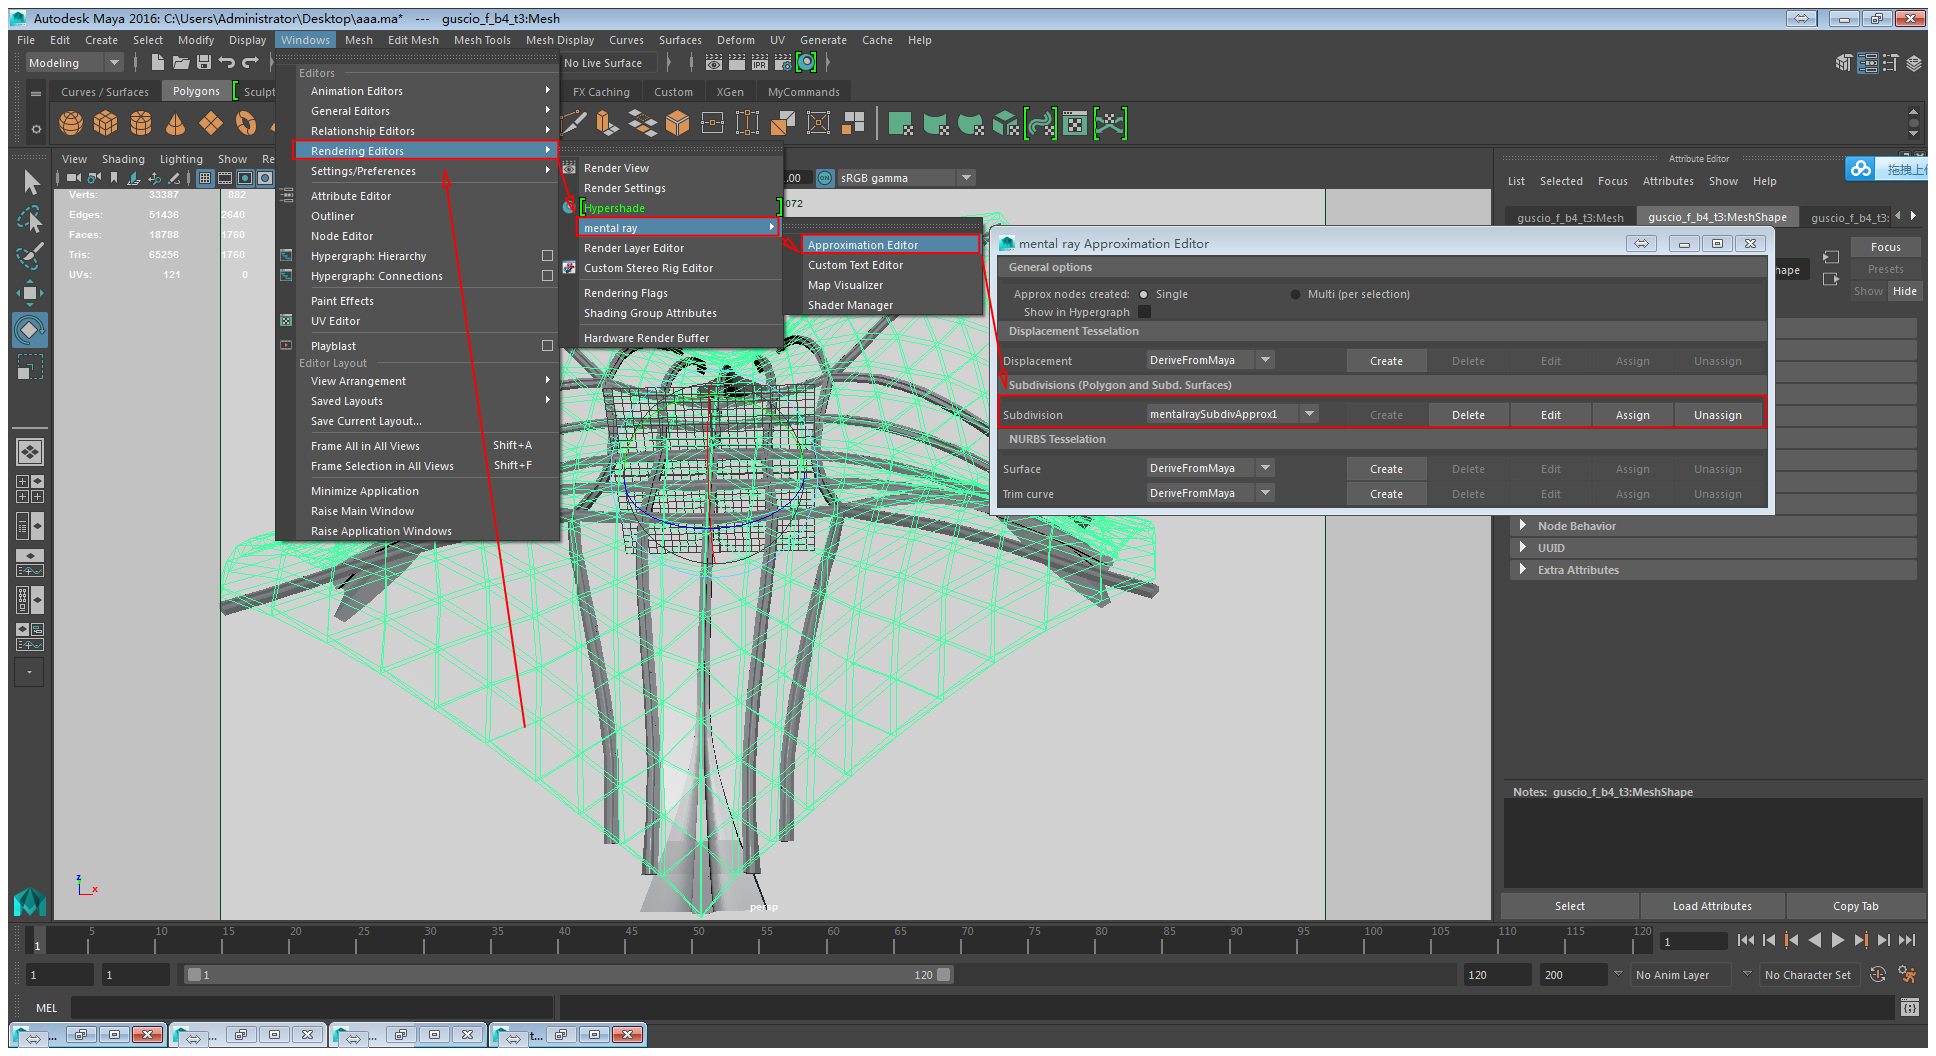 Autodesk Maya 2016: C:\Users\Administrator\Desktop\aaa.ma* --- guscio_f_b4_t3:Mesh
File Edit Create Select Modify Display Windows Mesh Edit Mesh Mesh Tools Mesh Display Curves Surfaces Deform UV Generate Cache Help
Modeling
No Live Surface
IPR
Curves / Surfaces Polygons Sculpt
FX Caching Custom XGen MyCommands
View Shading Lighting Show Re
.00 ON sRGB gamma
Verts: 33387 882
Edges: 51436 2640
Faces: 18788 1760
Tris: 65256 1760
UVs: 121 0
072
Editors
Animation Editors
General Editors
Relationship Editors
Rendering Editors
Settings/Preferences
Attribute Editor
Outliner
Node Editor
Hypergraph: Hierarchy
Hypergraph: Connections
Paint Effects
UV Editor
Playblast
Editor Layout
View Arrangement
Saved Layouts
Save Current Layout...
Frame All in All Views Shift+A
Frame Selection in All Views Shift+F
Minimize Application
Raise Main Window
Raise Application Windows
Render View
Render Settings
Hypershade
mental ray
Render Layer Editor
Custom Stereo Rig Editor
Rendering Flags
Shading Group Attributes
Hardware Render Buffer
Approximation Editor
Custom Text Editor
Map Visualizer
Shader Manager
mental ray Approximation Editor
General options
Approx nodes created: Single Multi (per selection)
Show in Hypergraph
Displacement Tesselation
Displacement DeriveFromMaya Create Delete Edit Assign Unassign
Subdivisions (Polygon and Subd. Surfaces)
Subdivision mentalraySubdivApprox1 Create Delete Edit Assign Unassign
NURBS Tesselation
Surface DeriveFromMaya Create Delete Edit Assign Unassign
Trim curve DeriveFromMaya Create Delete Edit Assign Unassign
Attribute Editor
拖拽上
List Selected Focus Attributes Show Help
guscio_f_b4_t3:Mesh guscio_f_b4_t3:MeshShape guscio_f_b4_t3:
hape
Focus
Presets
Show Hide
Node Behavior
UUID
Extra Attributes
Notes: guscio_f_b4_t3:MeshShape
Select Load Attributes Copy Tab
z
x
persp
1 5 10 15 20 25 30 35 40 45 50 55 60 65 70 75 80 85 90 95 100 105 110 115 120
1
1 1 1 120 120 200 No Anim Layer No Character Set
MEL
... ... ... t...